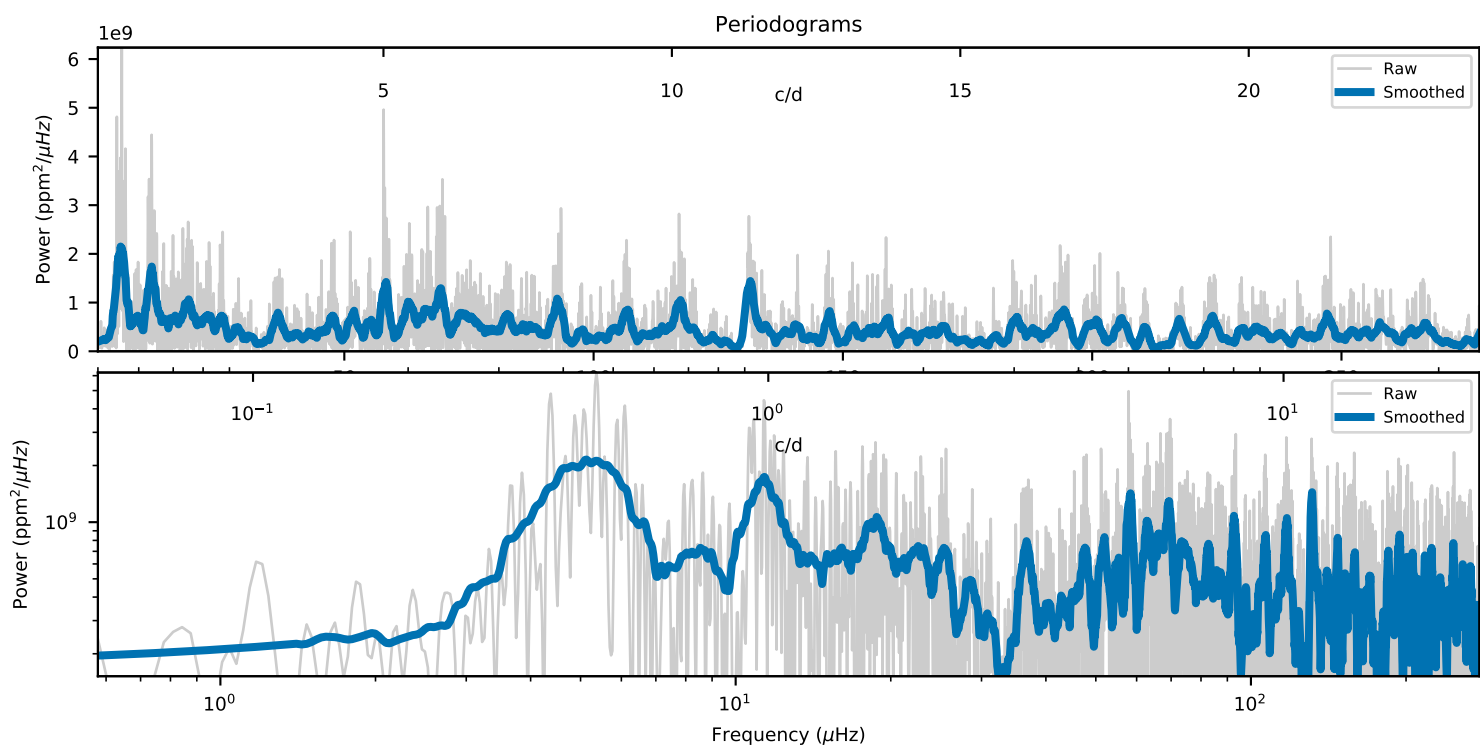 Periodograms
1e9
5 10 15 20
c/d
Raw
Smoothed
6
5
4
3
2
1
0
Power (ppm²/μHz)
10⁻¹ 10⁰ 10¹
c/d
Raw
Smoothed
10⁹
Power (ppm²/μHz)
10⁰ 10¹ 10²
Frequency (μHz)